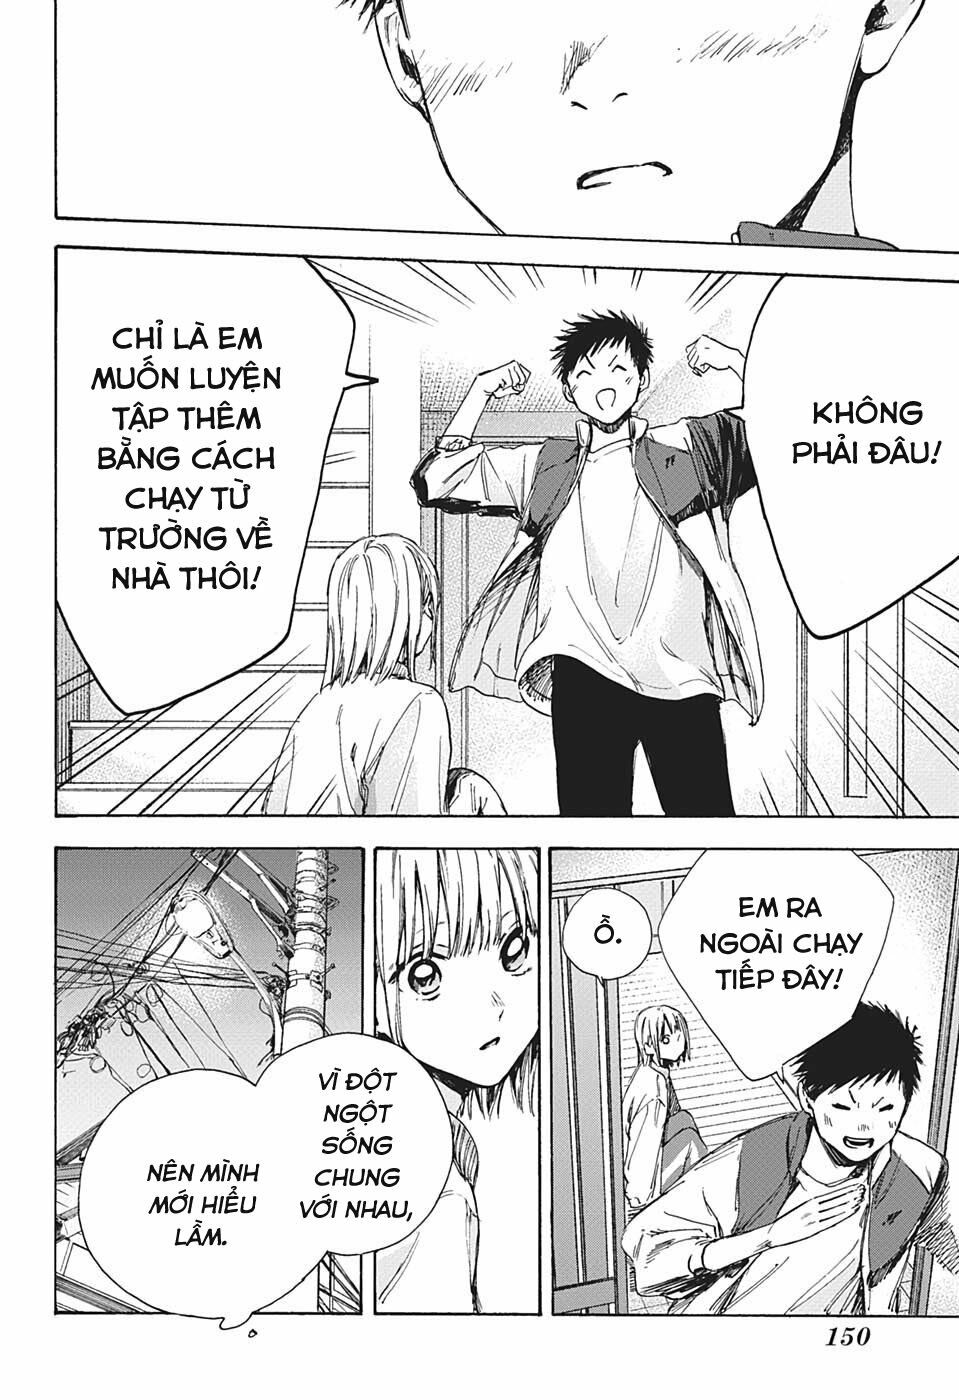 KHÔNG
PHẢI ĐÂU!
CHỈ LÀ EM
MUỐN LUYỆN
TẬP THÊM
BẰNG CÁCH
CHẠY TỪ
TRƯỜNG VỀ
NHÀ THÔI!
EM RA
NGOÀI CHẠY
TIẾP ĐÂY!
Ồ.
VÌ ĐỘT
NGỘT
SỐNG
CHUNG
VỚI NHAU,
NÊN MÌNH
MỚI HIỂU
LẦM.
150